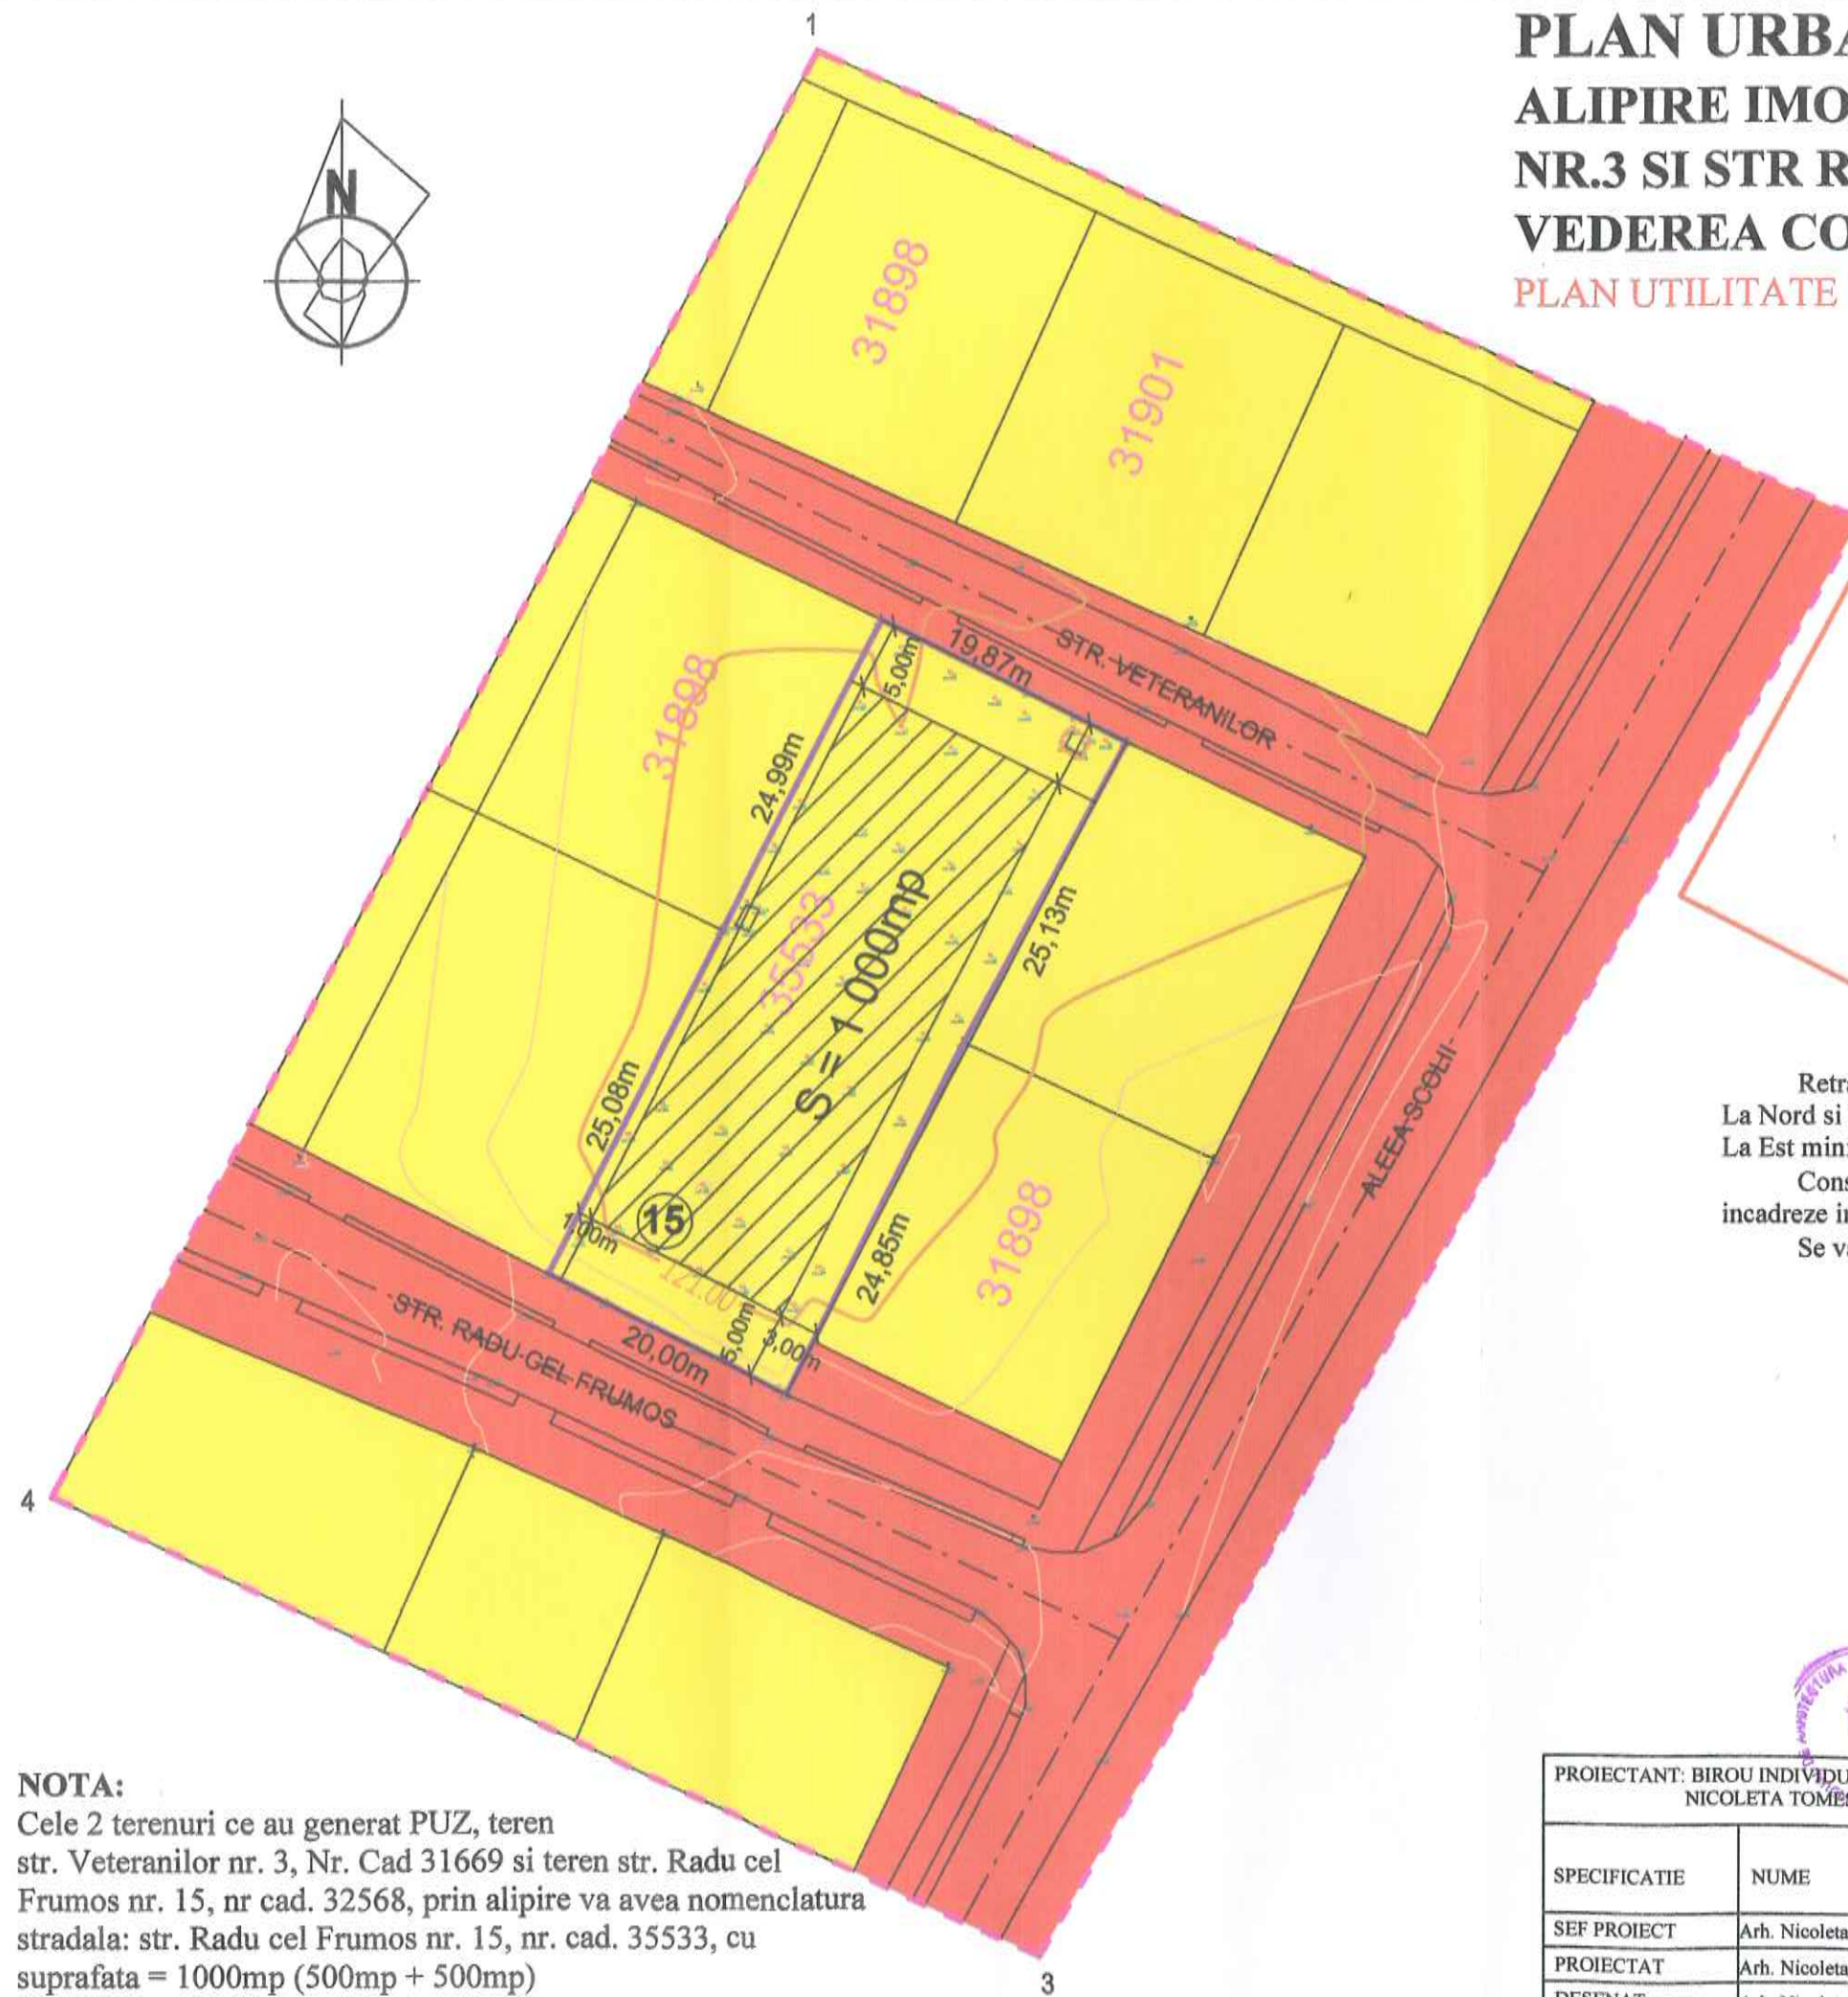 1
PLAN URBA
ALIPIRE IMO
NR.3 SI STR R
VEDEREA CO
PLAN UTILITATE
N
31898
31901
STR. VETERANILOR
19,87m
5,00m
31898
24,99m
35533
S = 1 000mp
25,13m
25,08m
ALEEA SCOLII
15
1,00m
24,85m
31898
121.00
STR. RADU CEL FRUMOS
20,00m
5,00m
3,00m
4
Retr
La Nord si
La Est min
Cons
incadreze i
Se v
NOTA:
Cele 2 terenuri ce au generat PUZ, teren
str. Veteranilor nr. 3, Nr. Cad 31669 si teren str. Radu cel
Frumos nr. 15, nr cad. 32568, prin alipire va avea nomenclatura
stradala: str. Radu cel Frumos nr. 15, nr. cad. 35533, cu
suprafata = 1000mp (500mp + 500mp)
3
PROIECTANT: BIROU INDIVIDU
NICOLETA TOME
SPECIFICATIE NUME
SEF PROIECT Arh. Nicoleta
PROIECTAT Arh. Nicoleta